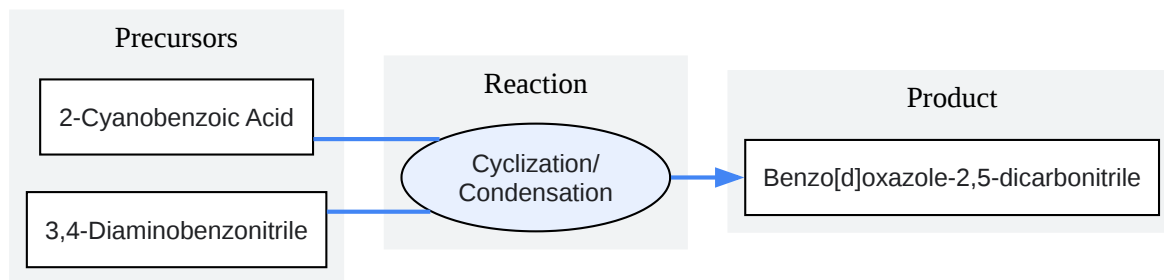 Precursors
2-Cyanobenzoic Acid
3,4-Diaminobenzonitrile
Reaction
Cyclization/
Condensation
Product
Benzo[d]oxazole-2,5-dicarbonitrile